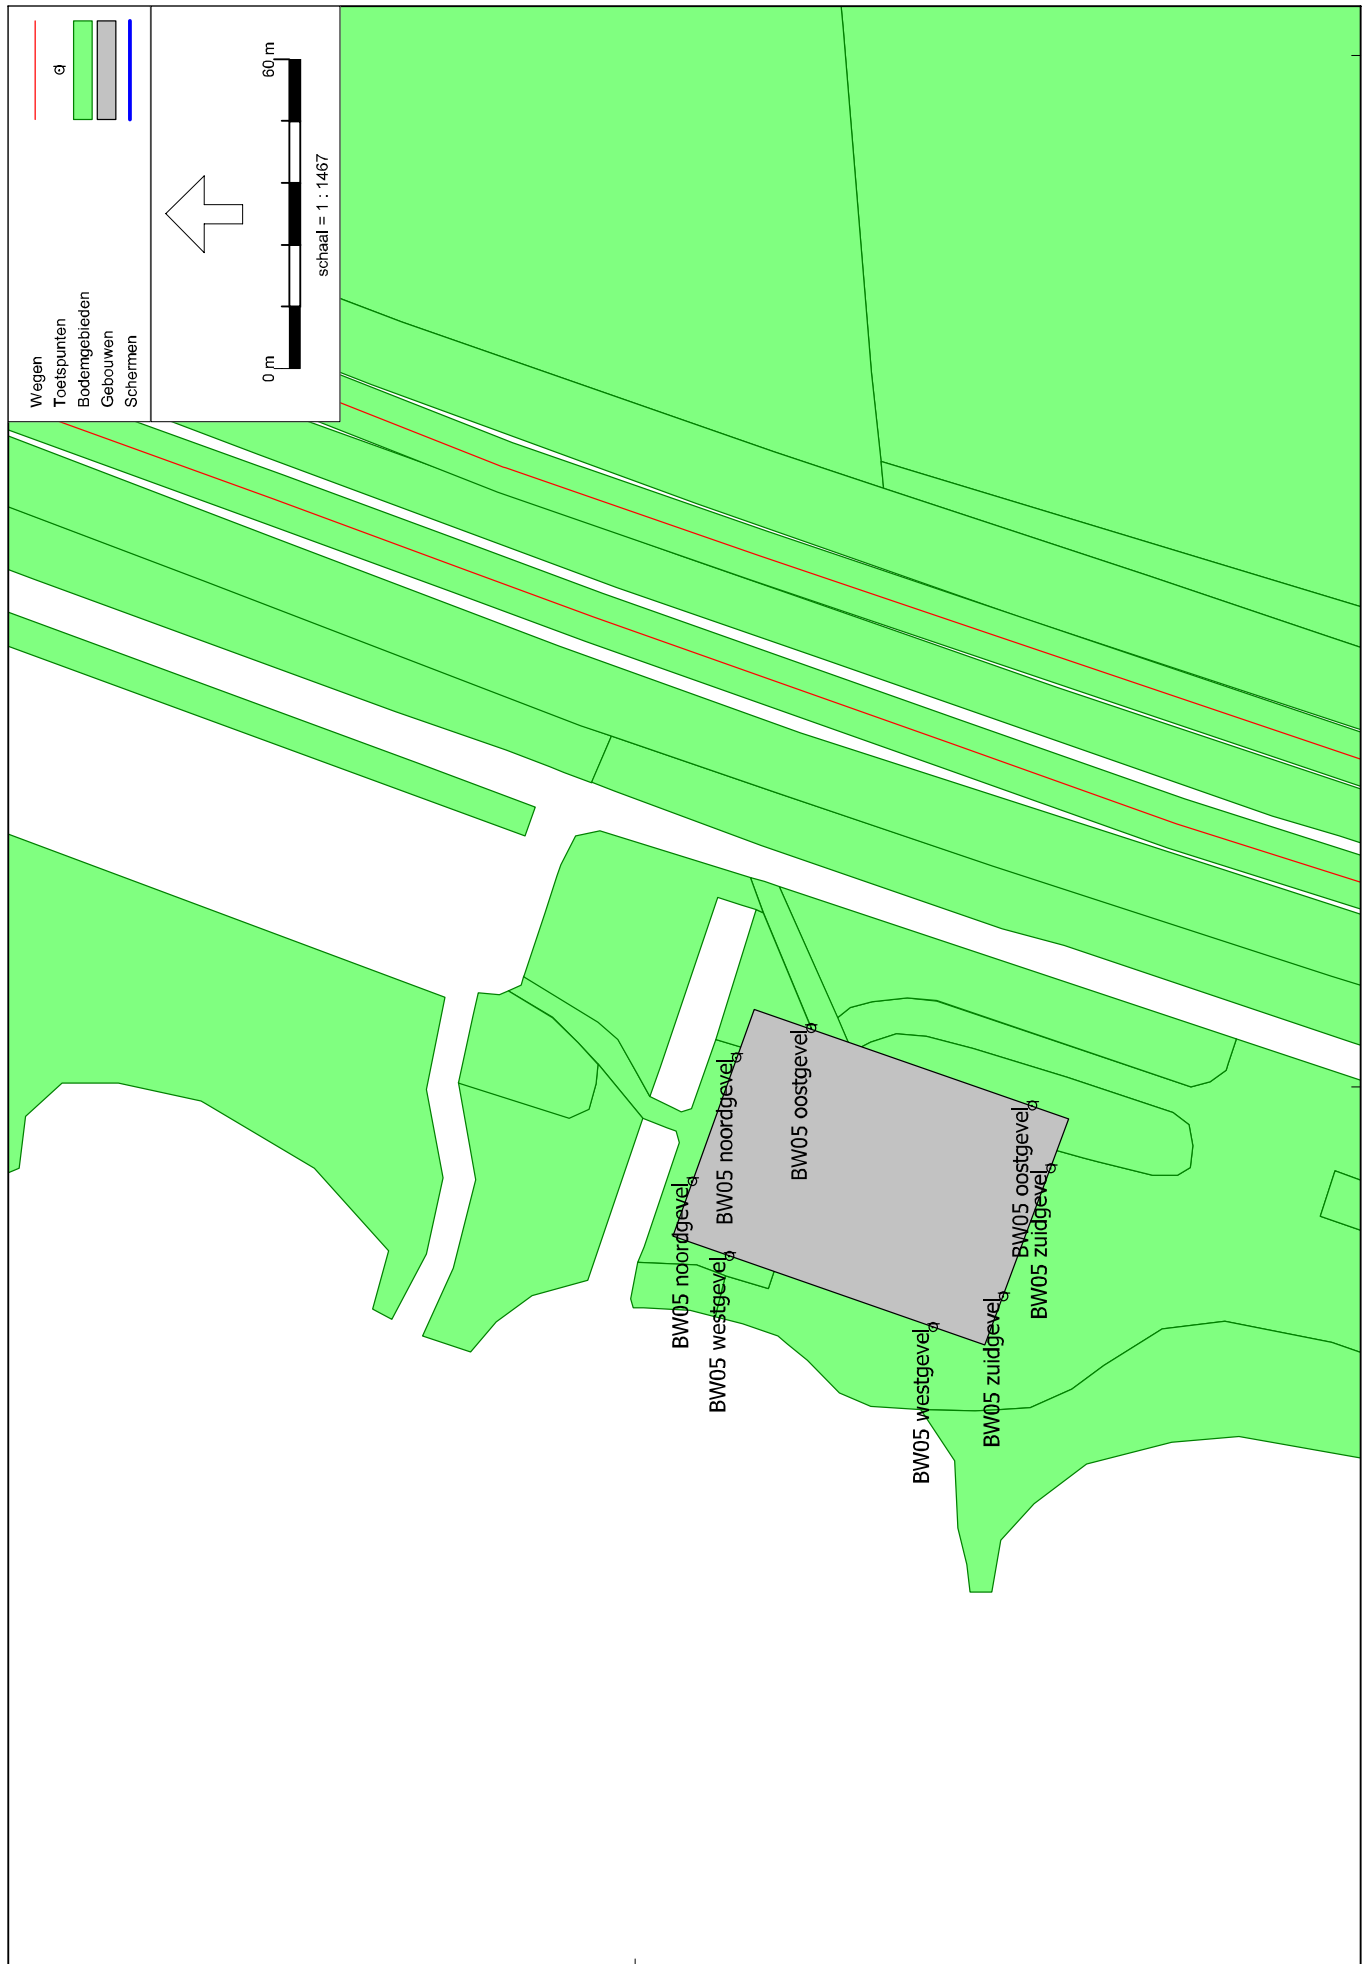 Wegen
Toetspunten
Bodemgebieden
Gebouwen
Schermen
0 m
60 m
schaal = 1 : 1467
BW05 noordgevel
BW05 westgevel
BW05 noordgevel
BW05 oostgevel
BW05 westgevel
BW05 zuidgevel
BW05 oostgevel
BW05 zuidgevel